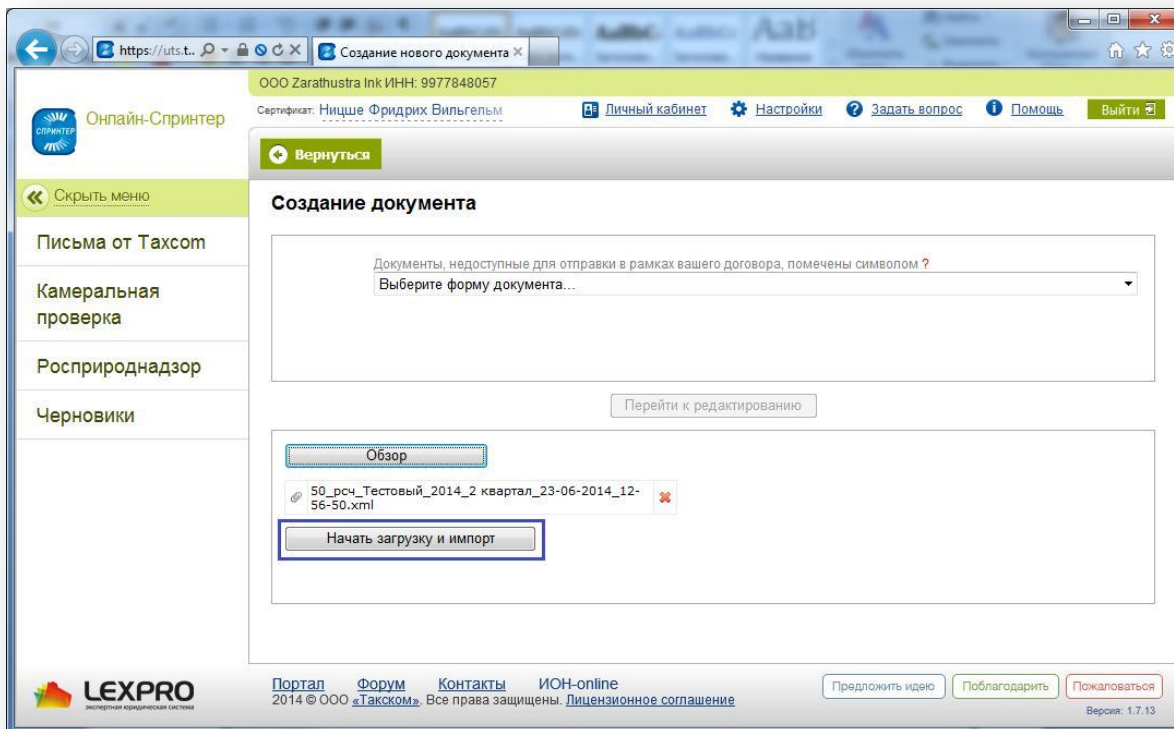 https://uts.t..
Создание нового документа
ООО Zarathustra Ink ИНН: 9977848057
СПРИНТЕР
Онлайн-Спринтер
Сертификат: Ницше Фридрих Вильгельм
Личный кабинет
Настройки
Задать вопрос
Помощь
Выйти
Вернуться
Скрыть меню
Письма от Taxcom
Камеральная
проверка
Росприроднадзор
Черновики
Создание документа
Документы, недоступные для отправки в рамках вашего договора, помечены символом ?
Выберите форму документа...
Перейти к редактированию
Обзор
50_рсч_Тестовый_2014_2 квартал_23-06-2014_12-
56-50.xml
Начать загрузку и импорт
LEXPRO
экспертная юридическая система
Портал Форум Контакты ИОН-online
2014 © ООО «Такском». Все права защищены. Лицензионное соглашение
Предложить идею
Поблагодарить
Пожаловаться
Версия: 1.7.13